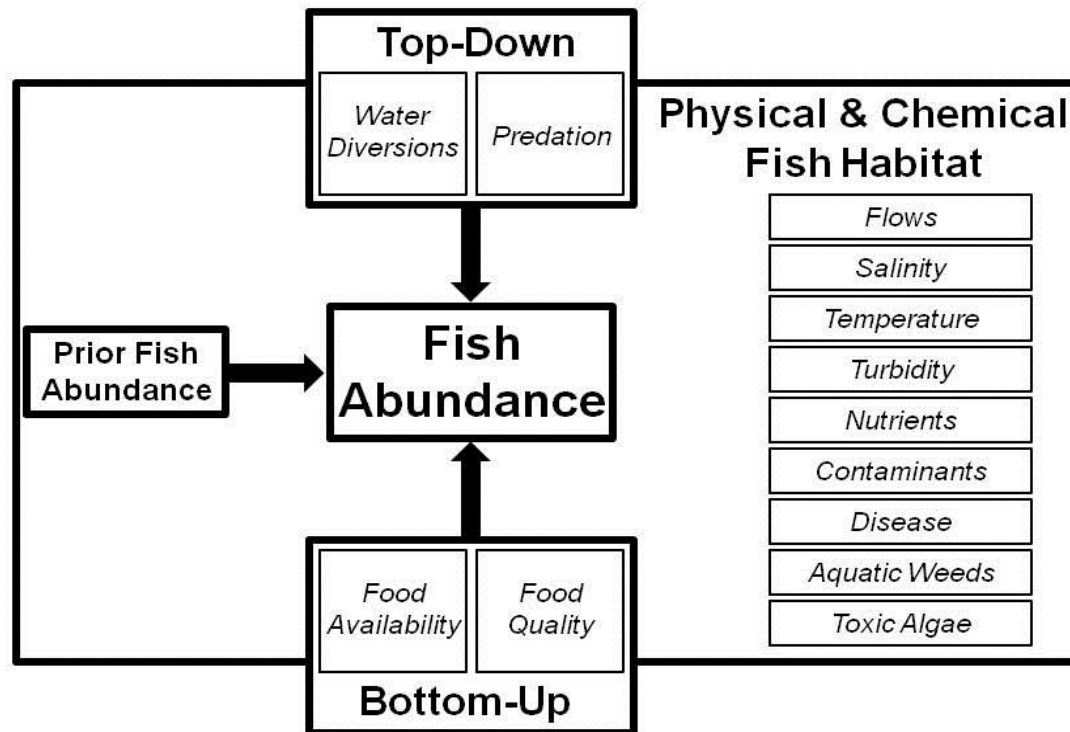 Top-Down
Water
Diversions
Predation
Physical & Chemical
Fish Habitat
Flows
Salinity
Temperature
Turbidity
Nutrients
Contaminants
Disease
Aquatic Weeds
Toxic Algae
Prior Fish
Abundance
Fish
Abundance
Food
Availability
Food
Quality
Bottom-Up